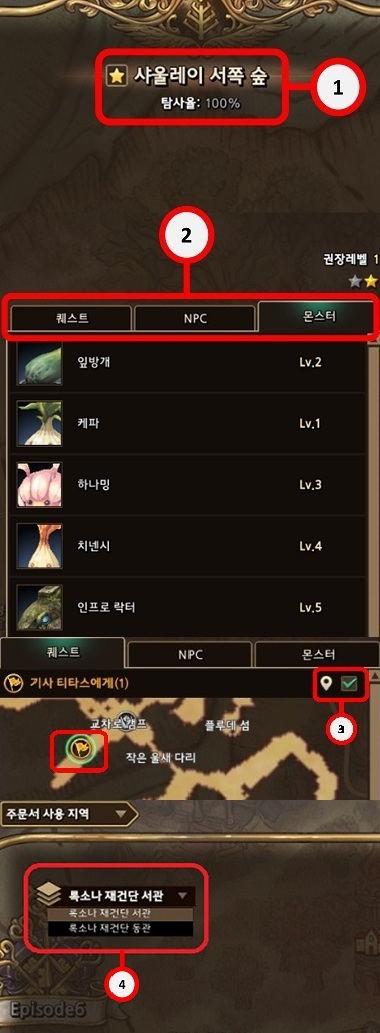 샤울레이 서쪽 숲
탐사율: 100%
1
2
권장레벨 1
퀘스트 NPC 몬스터
잎방개 Lv.2
케파 Lv.1
하나밍 Lv.3
치넨시 Lv.4
인프로 락터 Lv.5
퀘스트 NPC 몬스터
기사 티타스에게(1)
3
교차로 캠프 플루데 섬
작은 울새 다리
주문서 사용 지역
록소나 재건단 서관
록소나 재건단 서관
록소나 재건단 동관
4
Episode6